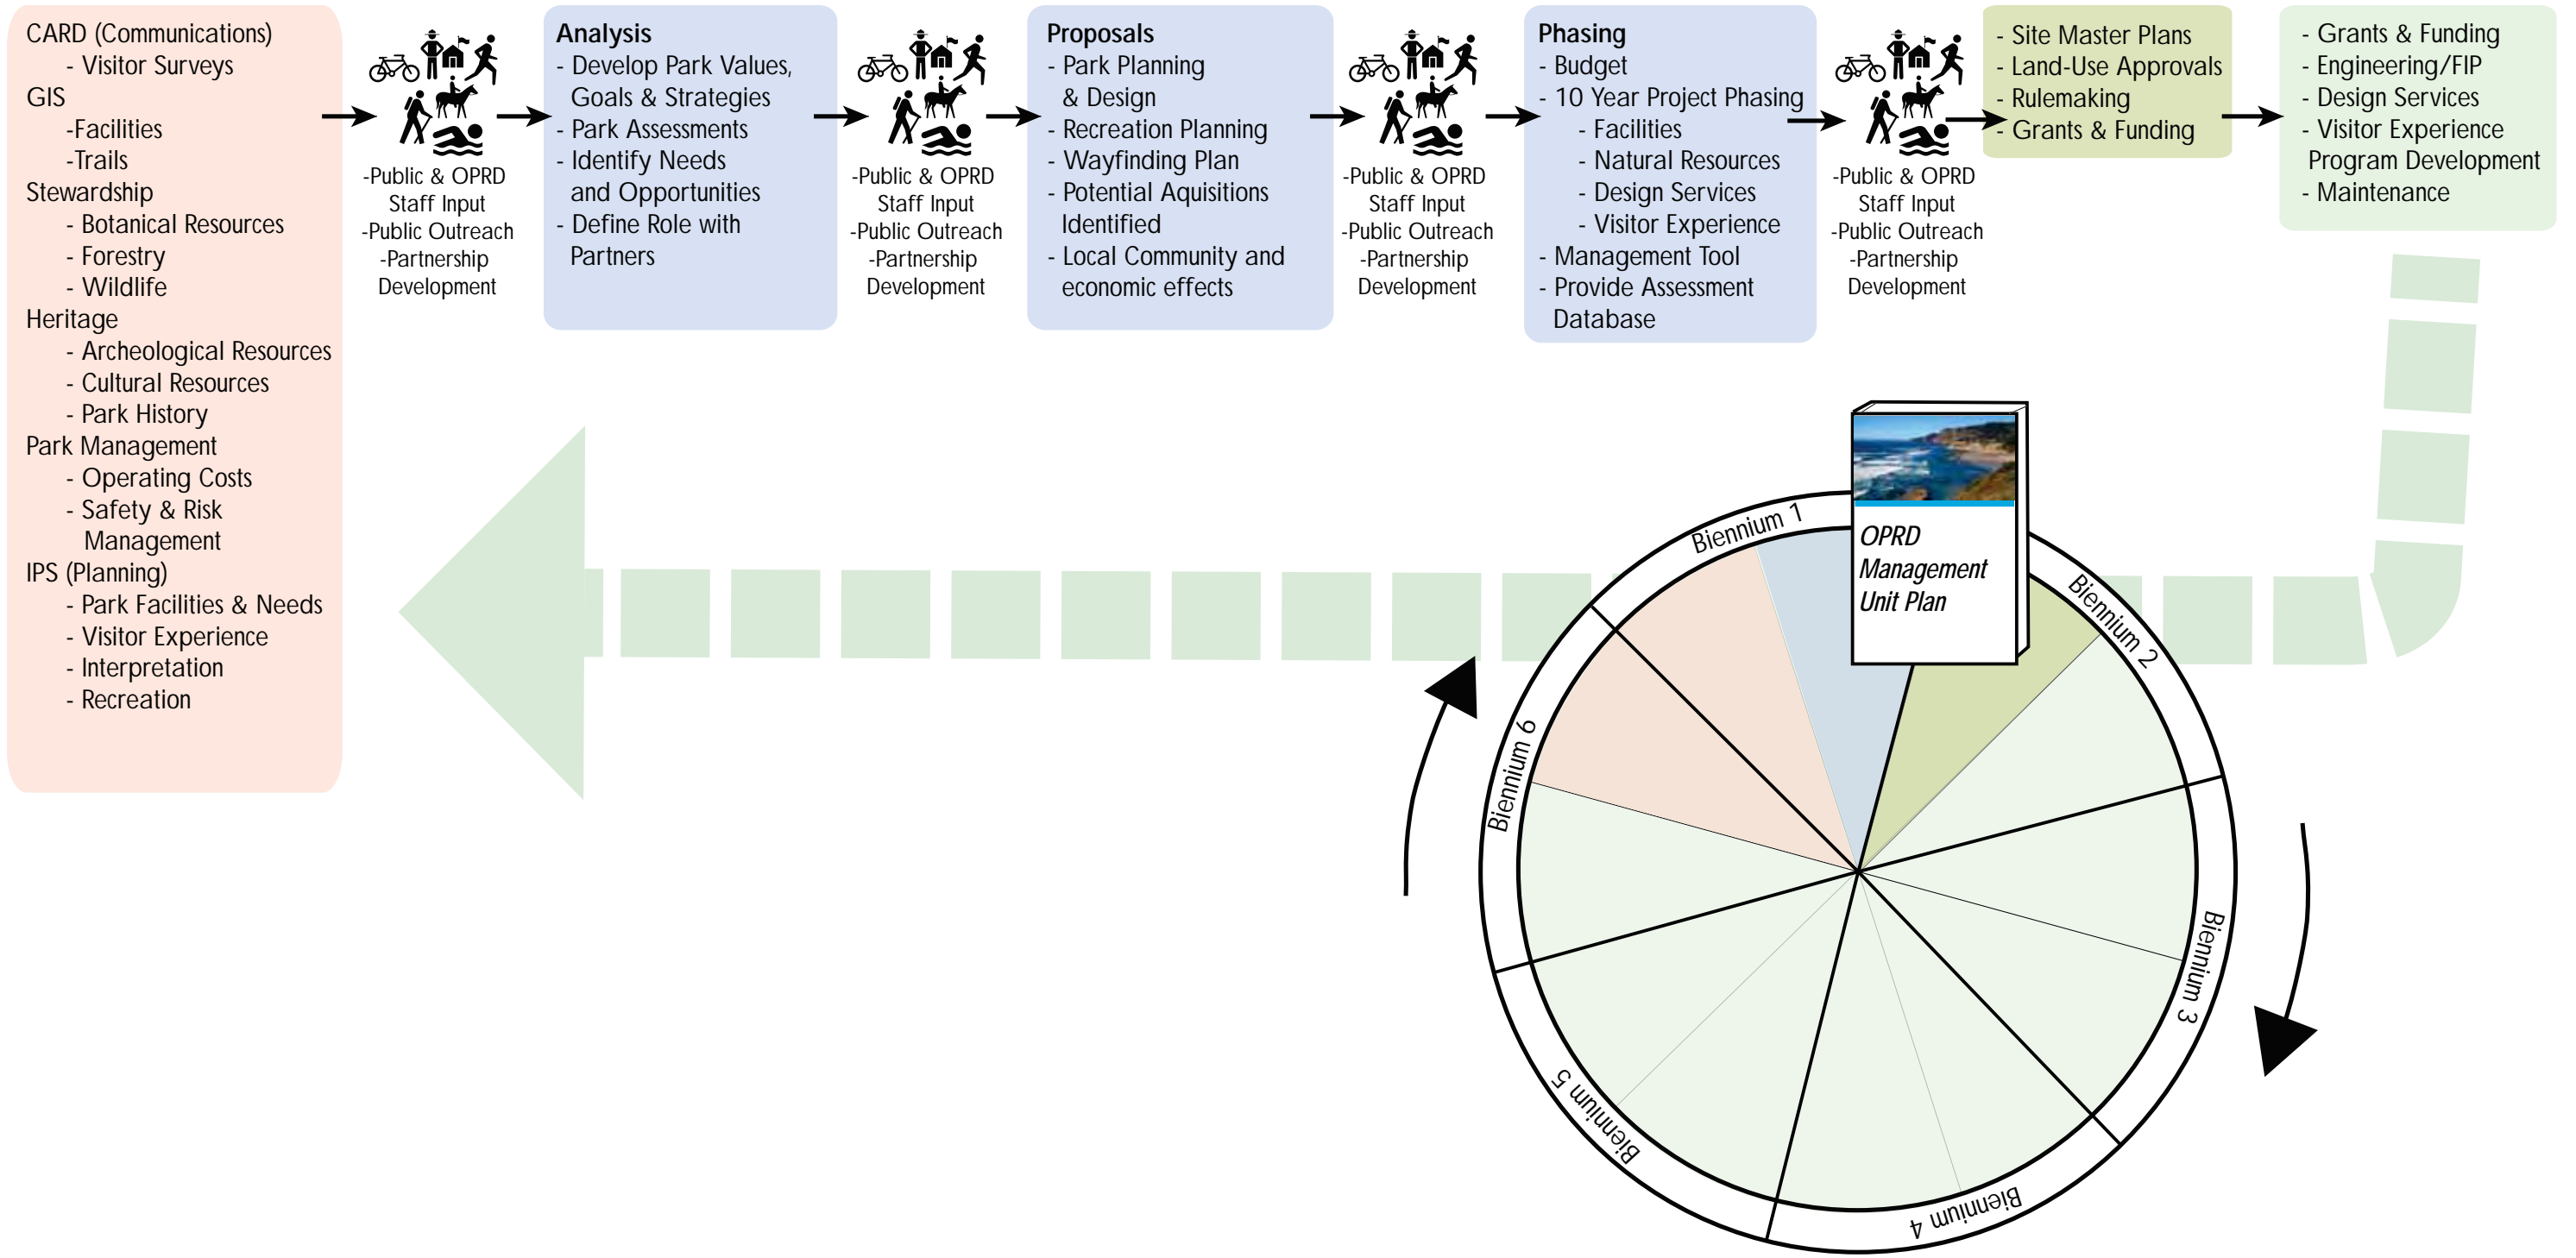 CARD (Communications)
- Visitor Surveys
GIS
-Facilities
-Trails
Stewardship
- Botanical Resources
- Forestry
- Wildlife
Heritage
- Archeological Resources
- Cultural Resources
- Park History
Park Management
- Operating Costs
- Safety & Risk
Management
IPS (Planning)
- Park Facilities & Needs
- Visitor Experience
- Interpretation
- Recreation
-Public & OPRD
Staff Input
-Public Outreach
-Partnership
Development
Analysis
- Develop Park Values,
Goals & Strategies
- Park Assessments
- Identify Needs
and Opportunities
- Define Role with
Partners
-Public & OPRD
Staff Input
-Public Outreach
-Partnership
Development
Proposals
- Park Planning
& Design
- Recreation Planning
- Wayfinding Plan
- Potential Aquisitions
Identified
- Local Community and
economic effects
-Public & OPRD
Staff Input
-Public Outreach
-Partnership
Development
Phasing
- Budget
- 10 Year Project Phasing
- Facilities
- Natural Resources
- Design Services
- Visitor Experience
- Management Tool
- Provide Assessment
Database
-Public & OPRD
Staff Input
-Public Outreach
-Partnership
Development
- Site Master Plans
- Land-Use Approvals
- Rulemaking
- Grants & Funding
- Grants & Funding
- Engineering/FIP
- Design Services
- Visitor Experience
Program Development
- Maintenance
OPRD
Management
Unit Plan
Biennium 1
Biennium 2
Biennium 3
Biennium 4
Biennium 5
Biennium 6